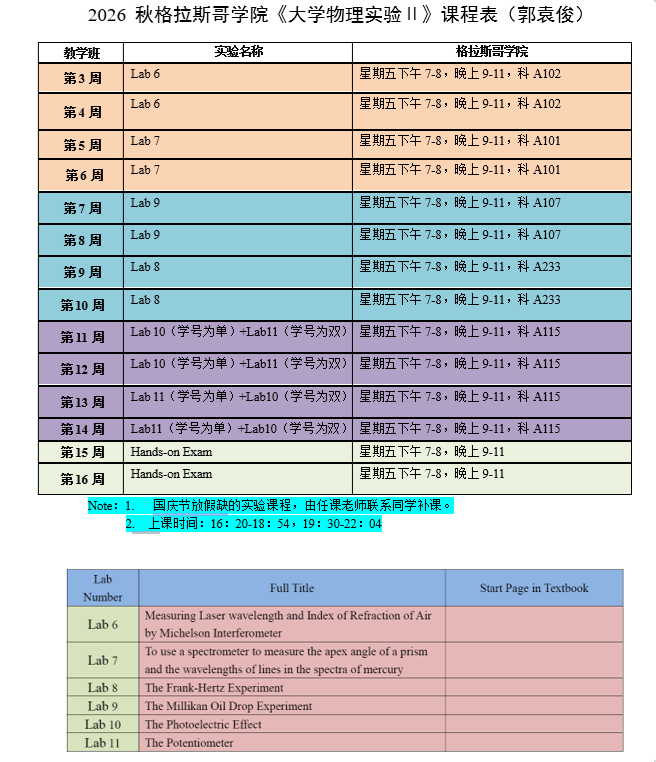 2026 秋格拉斯哥学院《大学物理实验Ⅱ》课程表（郭袁俊）
教学班 实验名称 格拉斯哥学院
第 3 周 Lab 6 星期五下午 7-8，晚上 9-11，科 A102
第 4 周 Lab 6 星期五下午 7-8，晚上 9-11，科 A102
第 5 周 Lab 7 星期五下午 7-8，晚上 9-11，科 A101
第 6 周 Lab 7 星期五下午 7-8，晚上 9-11，科 A101
第 7 周 Lab 9 星期五下午 7-8，晚上 9-11，科 A107
第 8 周 Lab 9 星期五下午 7-8，晚上 9-11，科 A107
第 9 周 Lab 8 星期五下午 7-8，晚上 9-11，科 A233
第 10 周 Lab 8 星期五下午 7-8，晚上 9-11，科 A233
第 11 周 Lab 10（学号为单）+Lab11（学号为双） 星期五下午 7-8，晚上 9-11，科 A115
第 12 周 Lab 10（学号为单）+Lab11（学号为双） 星期五下午 7-8，晚上 9-11，科 A115
第 13 周 Lab 11（学号为单）+Lab10（学号为双） 星期五下午 7-8，晚上 9-11，科 A115
第 14 周 Lab11（学号为单）+Lab10（学号为双） 星期五下午 7-8，晚上 9-11，科 A115
第 15 周 Hands-on Exam 星期五下午 7-8，晚上 9-11
第 16 周 Hands-on Exam 星期五下午 7-8，晚上 9-11
Note：1. 国庆节放假缺的实验课程，由任课老师联系同学补课。
2. 上课时间：16：20-18：54，19：30-22：04
Lab Number Full Title Start Page in Textbook
Lab 6 Measuring Laser wavelength and Index of Refraction of Air
by Michelson Interferometer
Lab 7 To use a spectrometer to measure the apex angle of a prism
and the wavelengths of lines in the spectra of mercury
Lab 8 The Frank-Hertz Experiment
Lab 9 The Millikan Oil Drop Experiment
Lab 10 The Photoelectric Effect
Lab 11 The Potentiometer